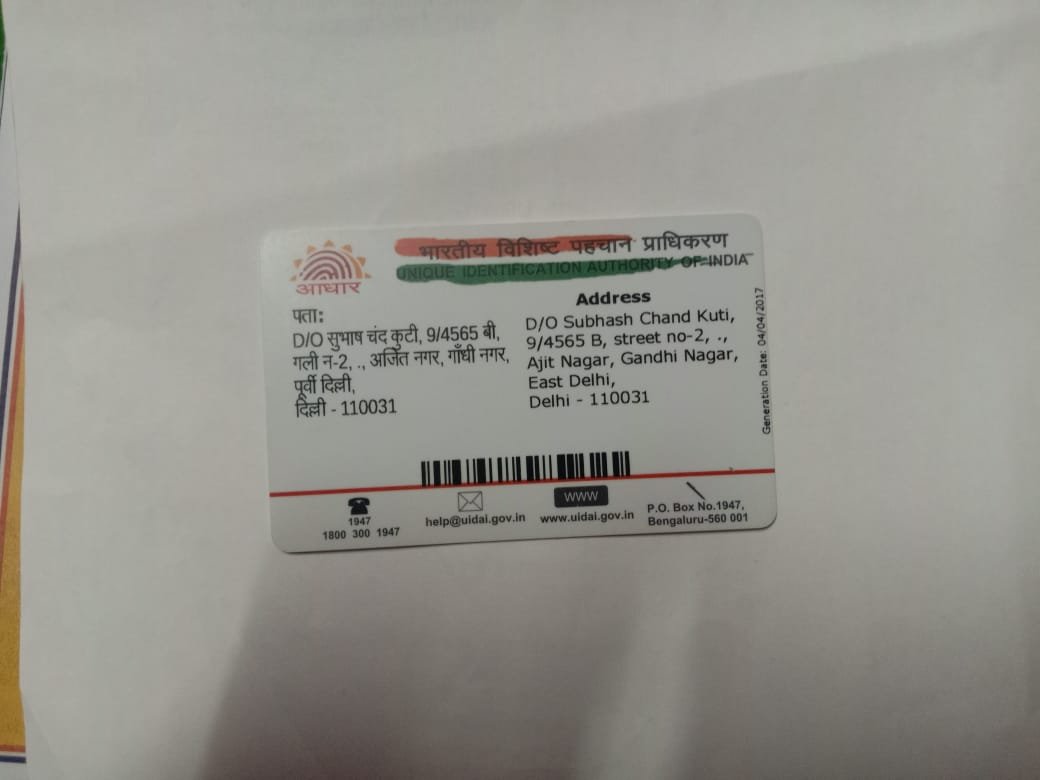 भारतीय विशिष्ट पहचान प्राधिकरण
UNIQUE IDENTIFICATION AUTHORITY OF INDIA
आधार
पता:
D/O सुभाष चंद कुटी, 9/4565 बी,
गली न-2, ., अजित नगर, गाँधी नगर,
पूर्वी दिल्ली,
दिल्ली - 110031
Address
D/O Subhash Chand Kuti,
9/4565 B, street no-2, .,
Ajit Nagar, Gandhi Nagar,
East Delhi,
Delhi - 110031
Generation Date: 04/04/2017
1947
1800 300 1947
help@uidai.gov.in
www
www.uidai.gov.in
P.O. Box No.1947,
Bengaluru-560 001